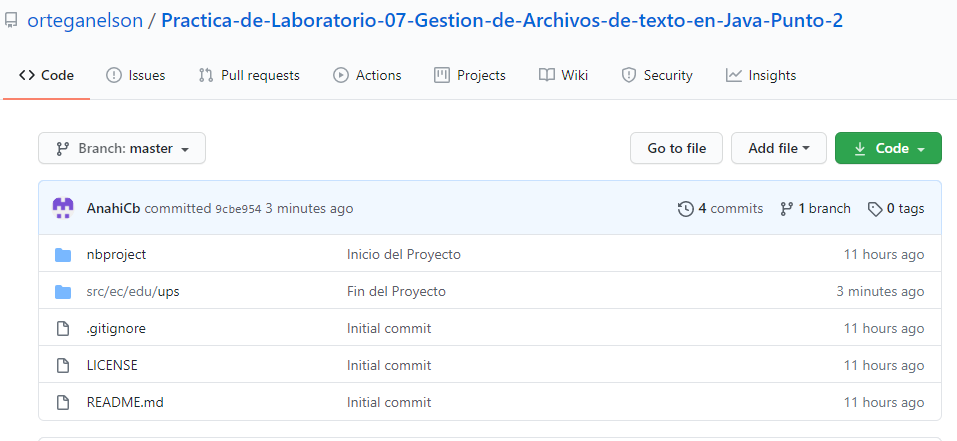 orteganelson / Practica-de-Laboratorio-07-Gestion-de-Archivos-de-texto-en-Java-Punto-2
Code Issues Pull requests Actions Projects Wiki Security Insights
Branch: master Go to file Add file Code
AnahiCb committed 9cbe954 3 minutes ago 4 commits 1 branch 0 tags
nbproject Inicio del Proyecto 11 hours ago
src/ec/edu/ups Fin del Proyecto 3 minutes ago
.gitignore Initial commit 11 hours ago
LICENSE Initial commit 11 hours ago
README.md Initial commit 11 hours ago